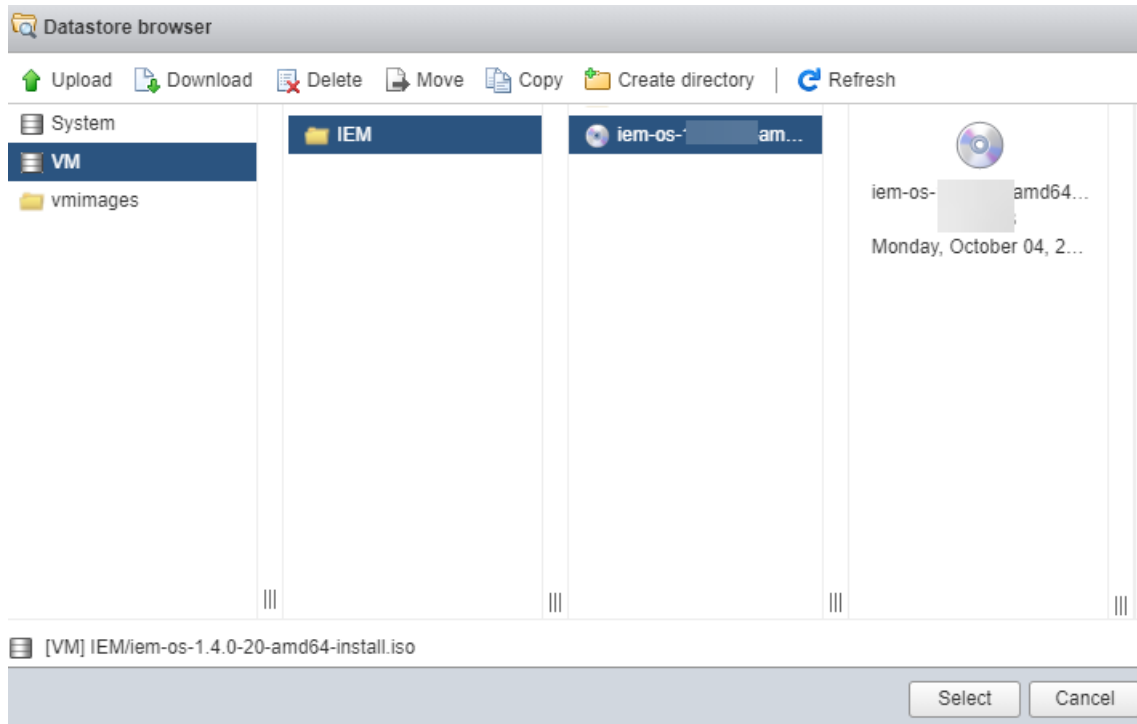 Datastore browser
Upload Download Delete Move Copy Create directory Refresh
System
VM
vmimages
IEM
iem-os-1 am...
iem-os- amd64...
Monday, October 04, 2...
[VM] IEM/iem-os-1.4.0-20-amd64-install.iso
Select Cancel